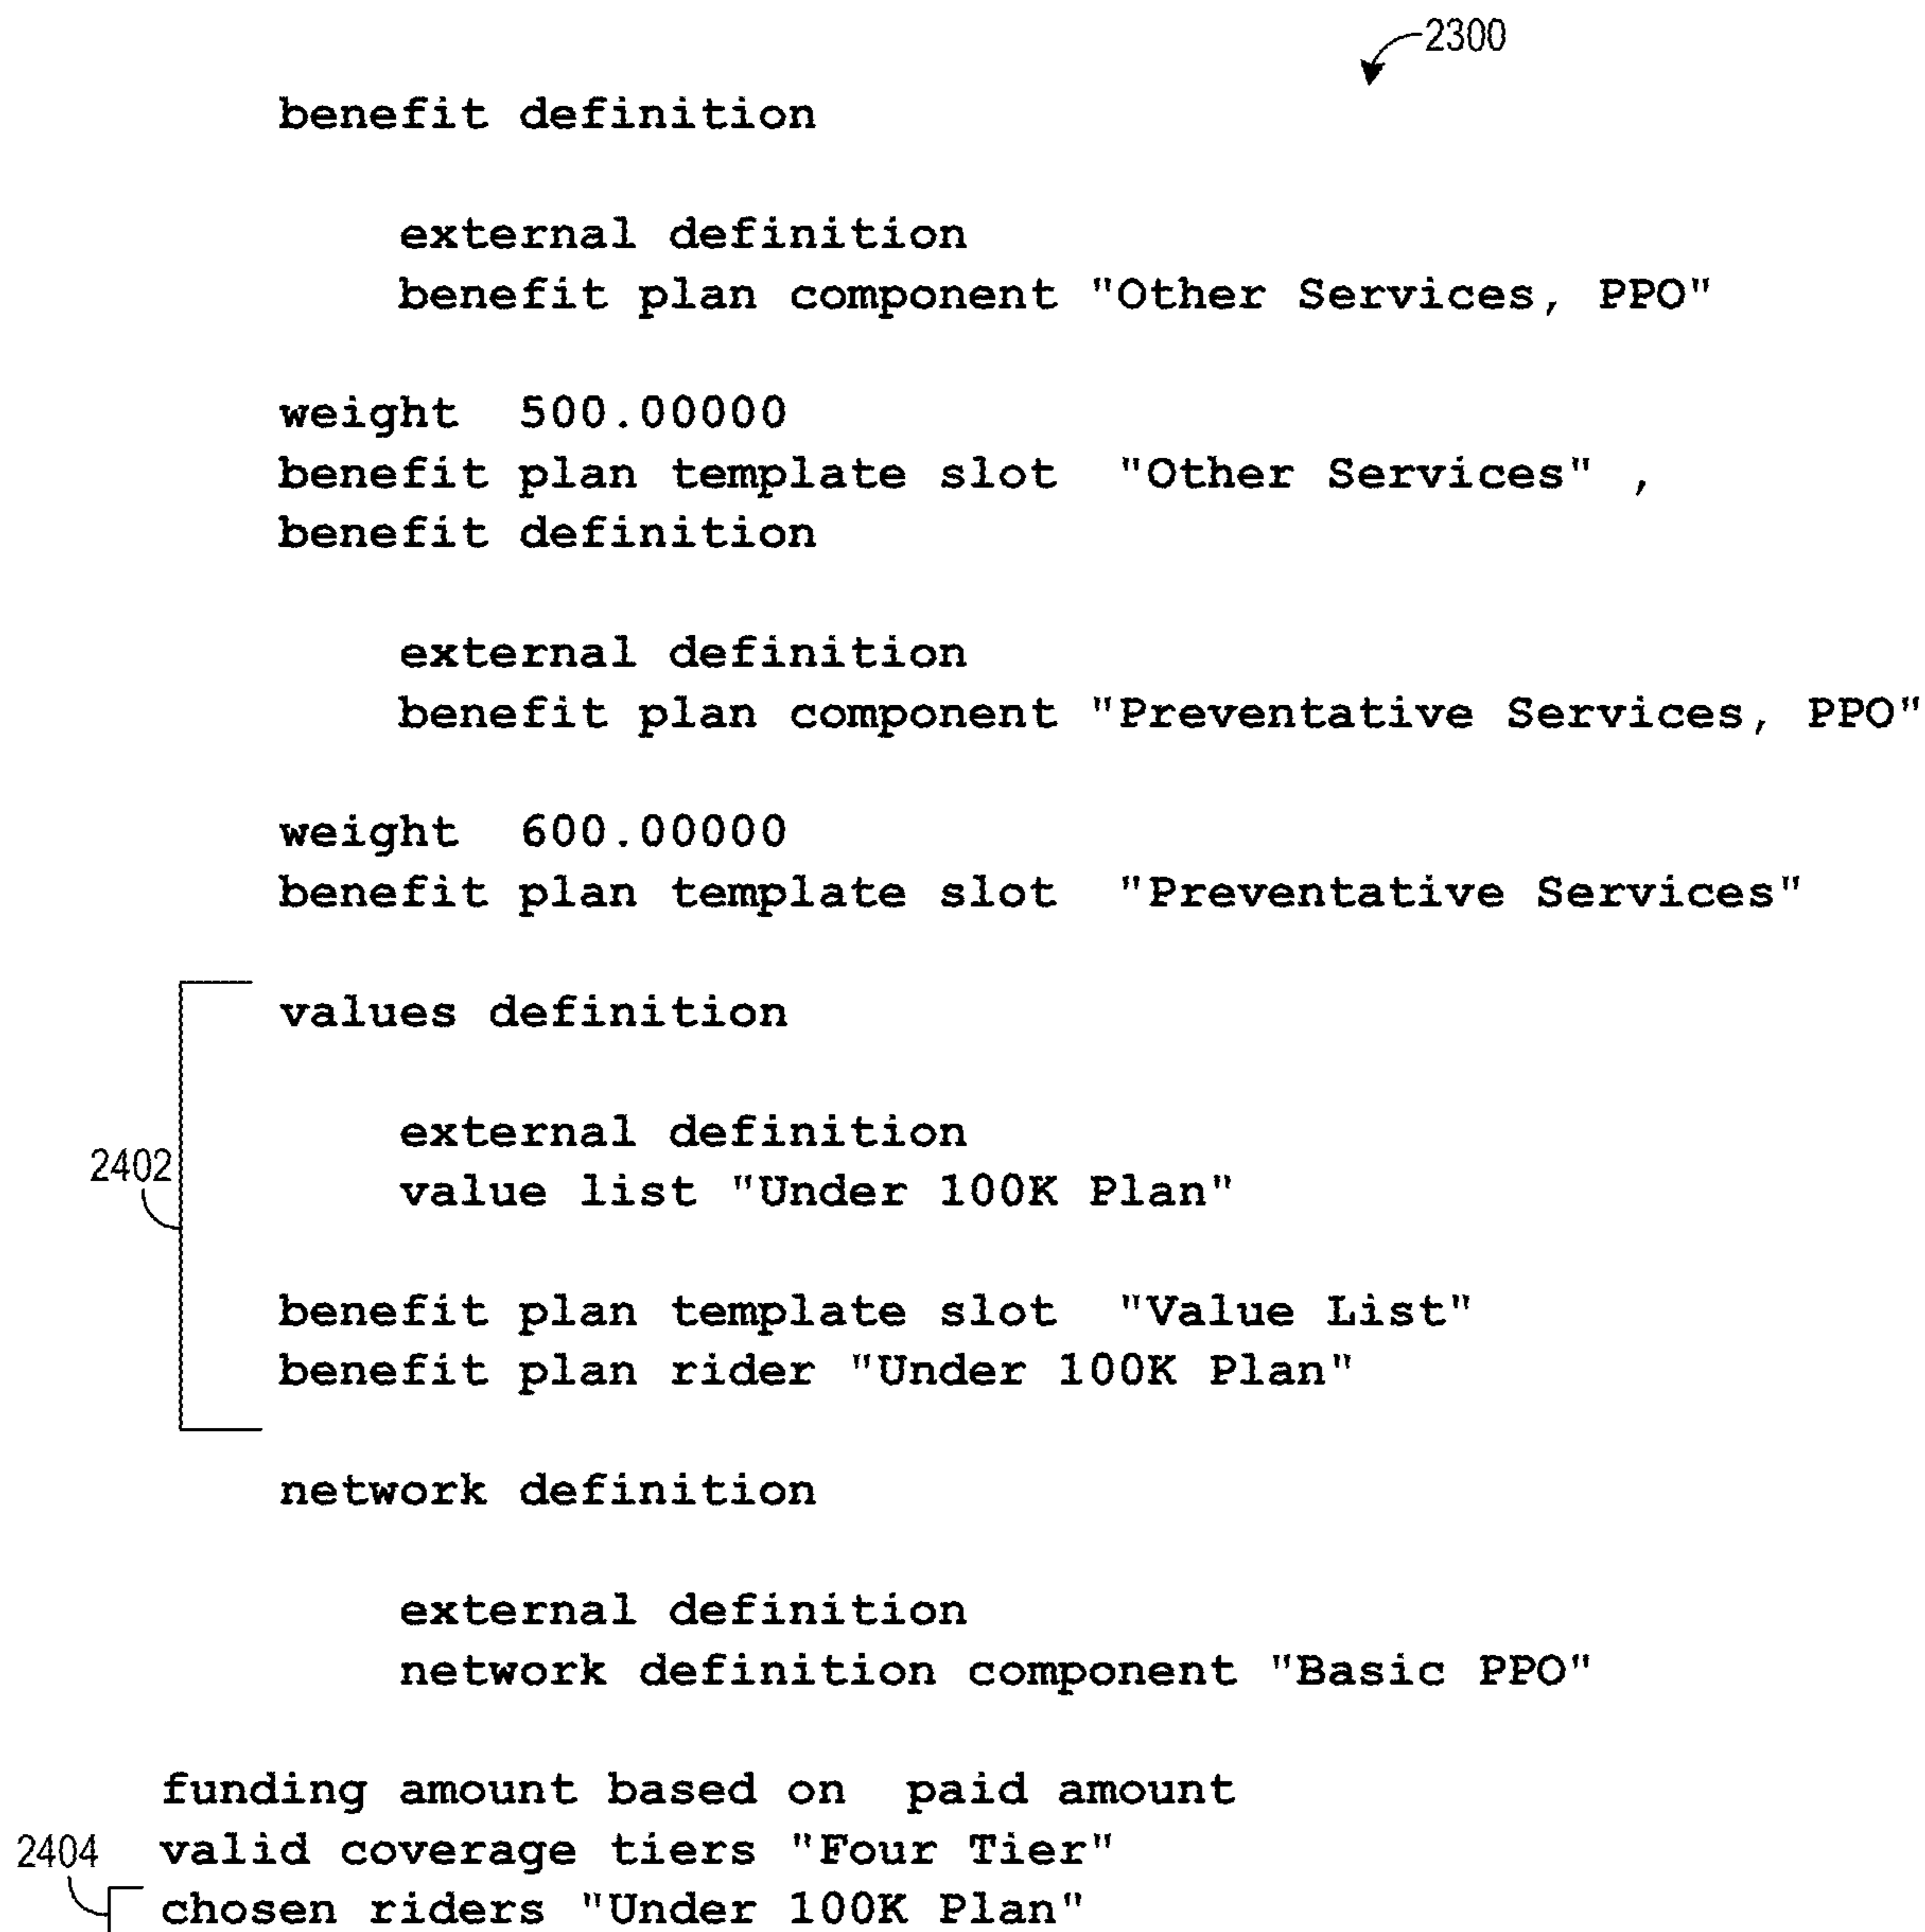 2300
benefit definition
external definition
benefit plan component "Other Services, PPO"
weight 500.00000
benefit plan template slot "Other Services" ,
benefit definition
external definition
benefit plan component "Preventative Services, PPO"
weight 600.00000
benefit plan template slot "Preventative Services"
values definition
external definition
2402
value list "Under 100K Plan"
benefit plan template slot "Value List"
benefit plan rider "Under 100K Plan"
network definition
external definition
network definition component "Basic PPO"
funding amount based on paid amount
2404 valid coverage tiers "Four Tier"
chosen riders "Under 100K Plan"